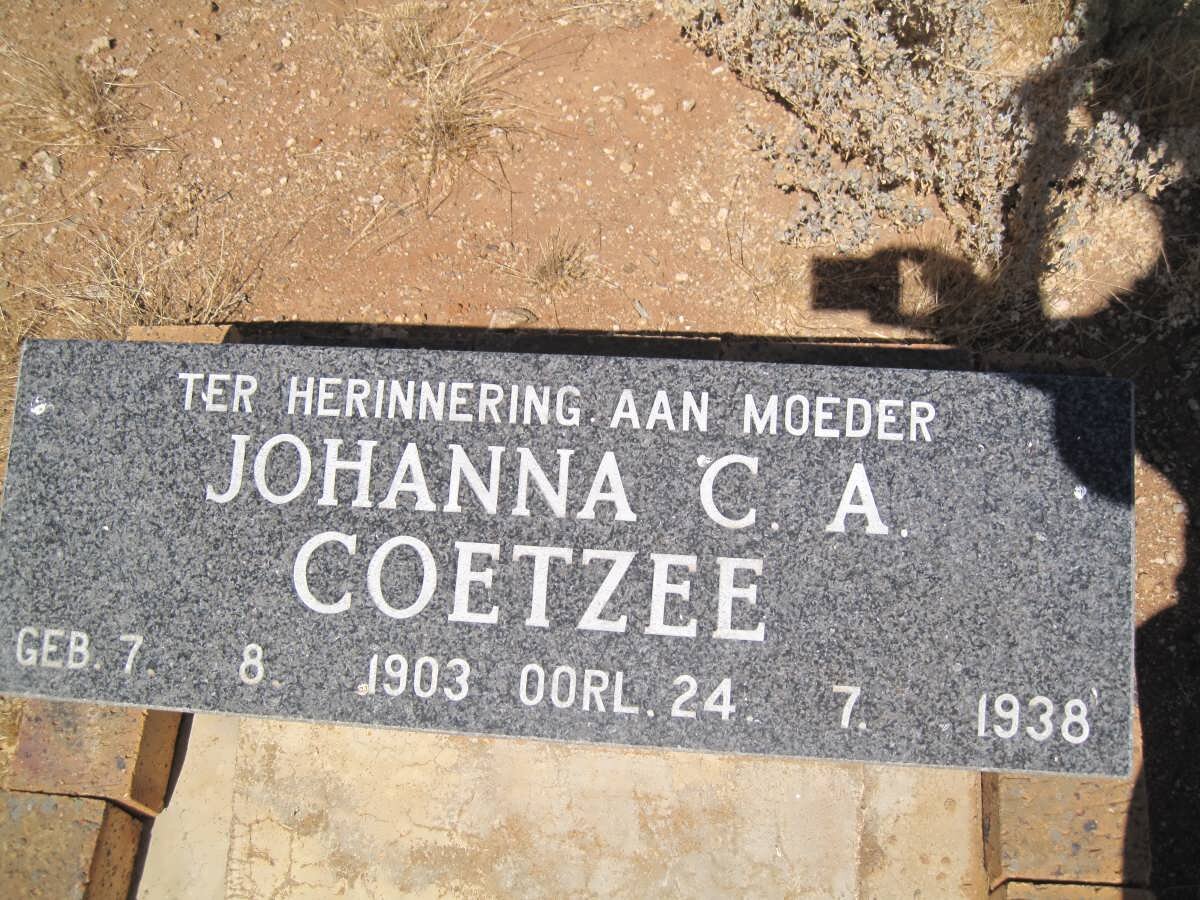 TER HERINNERING AAN MOEDER
JOHANNA C. A.
COETZEE
GEB. 7. 8. 1903 OORL. 24. 7. 1938